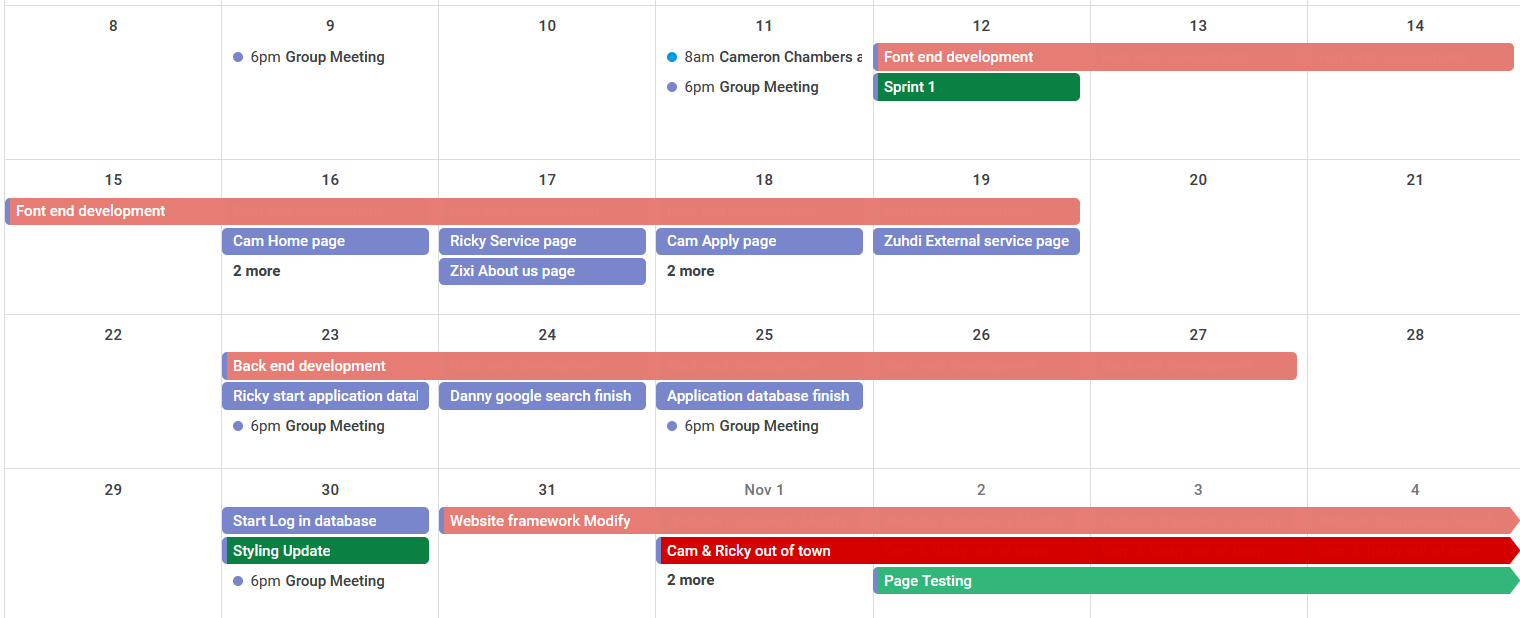 8 9 10 11 12 13 14
6pm Group Meeting
8am Cameron Chambers a
Font end development
6pm Group Meeting
Sprint 1
15 16 17 18 19 20 21
Font end development
Cam Home page
Ricky Service page
Cam Apply page
Zuhdi External service page
2 more
Zixi About us page
2 more
22 23 24 25 26 27 28
Back end development
Ricky start application datal
Danny google search finish
Application database finish
6pm Group Meeting
6pm Group Meeting
29 30 31 Nov 1 2 3 4
Start Log in database
Website framework Modify
Styling Update
Cam & Ricky out of town
6pm Group Meeting
2 more
Page Testing